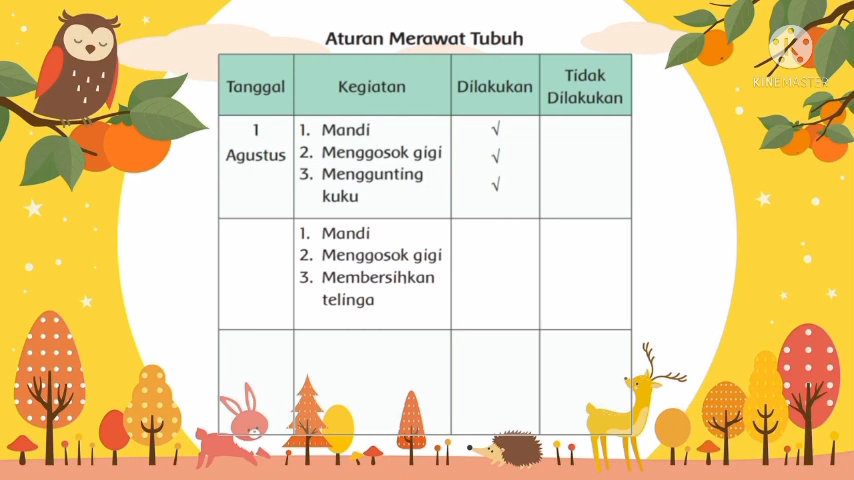 Aturan Merawat Tubuh
Tanggal Kegiatan Dilakukan Tidak Dilakukan
1 Agustus
1. Mandi √
2. Menggosok gigi √
3. Menggunting kuku √
1. Mandi
2. Menggosok gigi
3. Membersihkan telinga
KINEMASTER